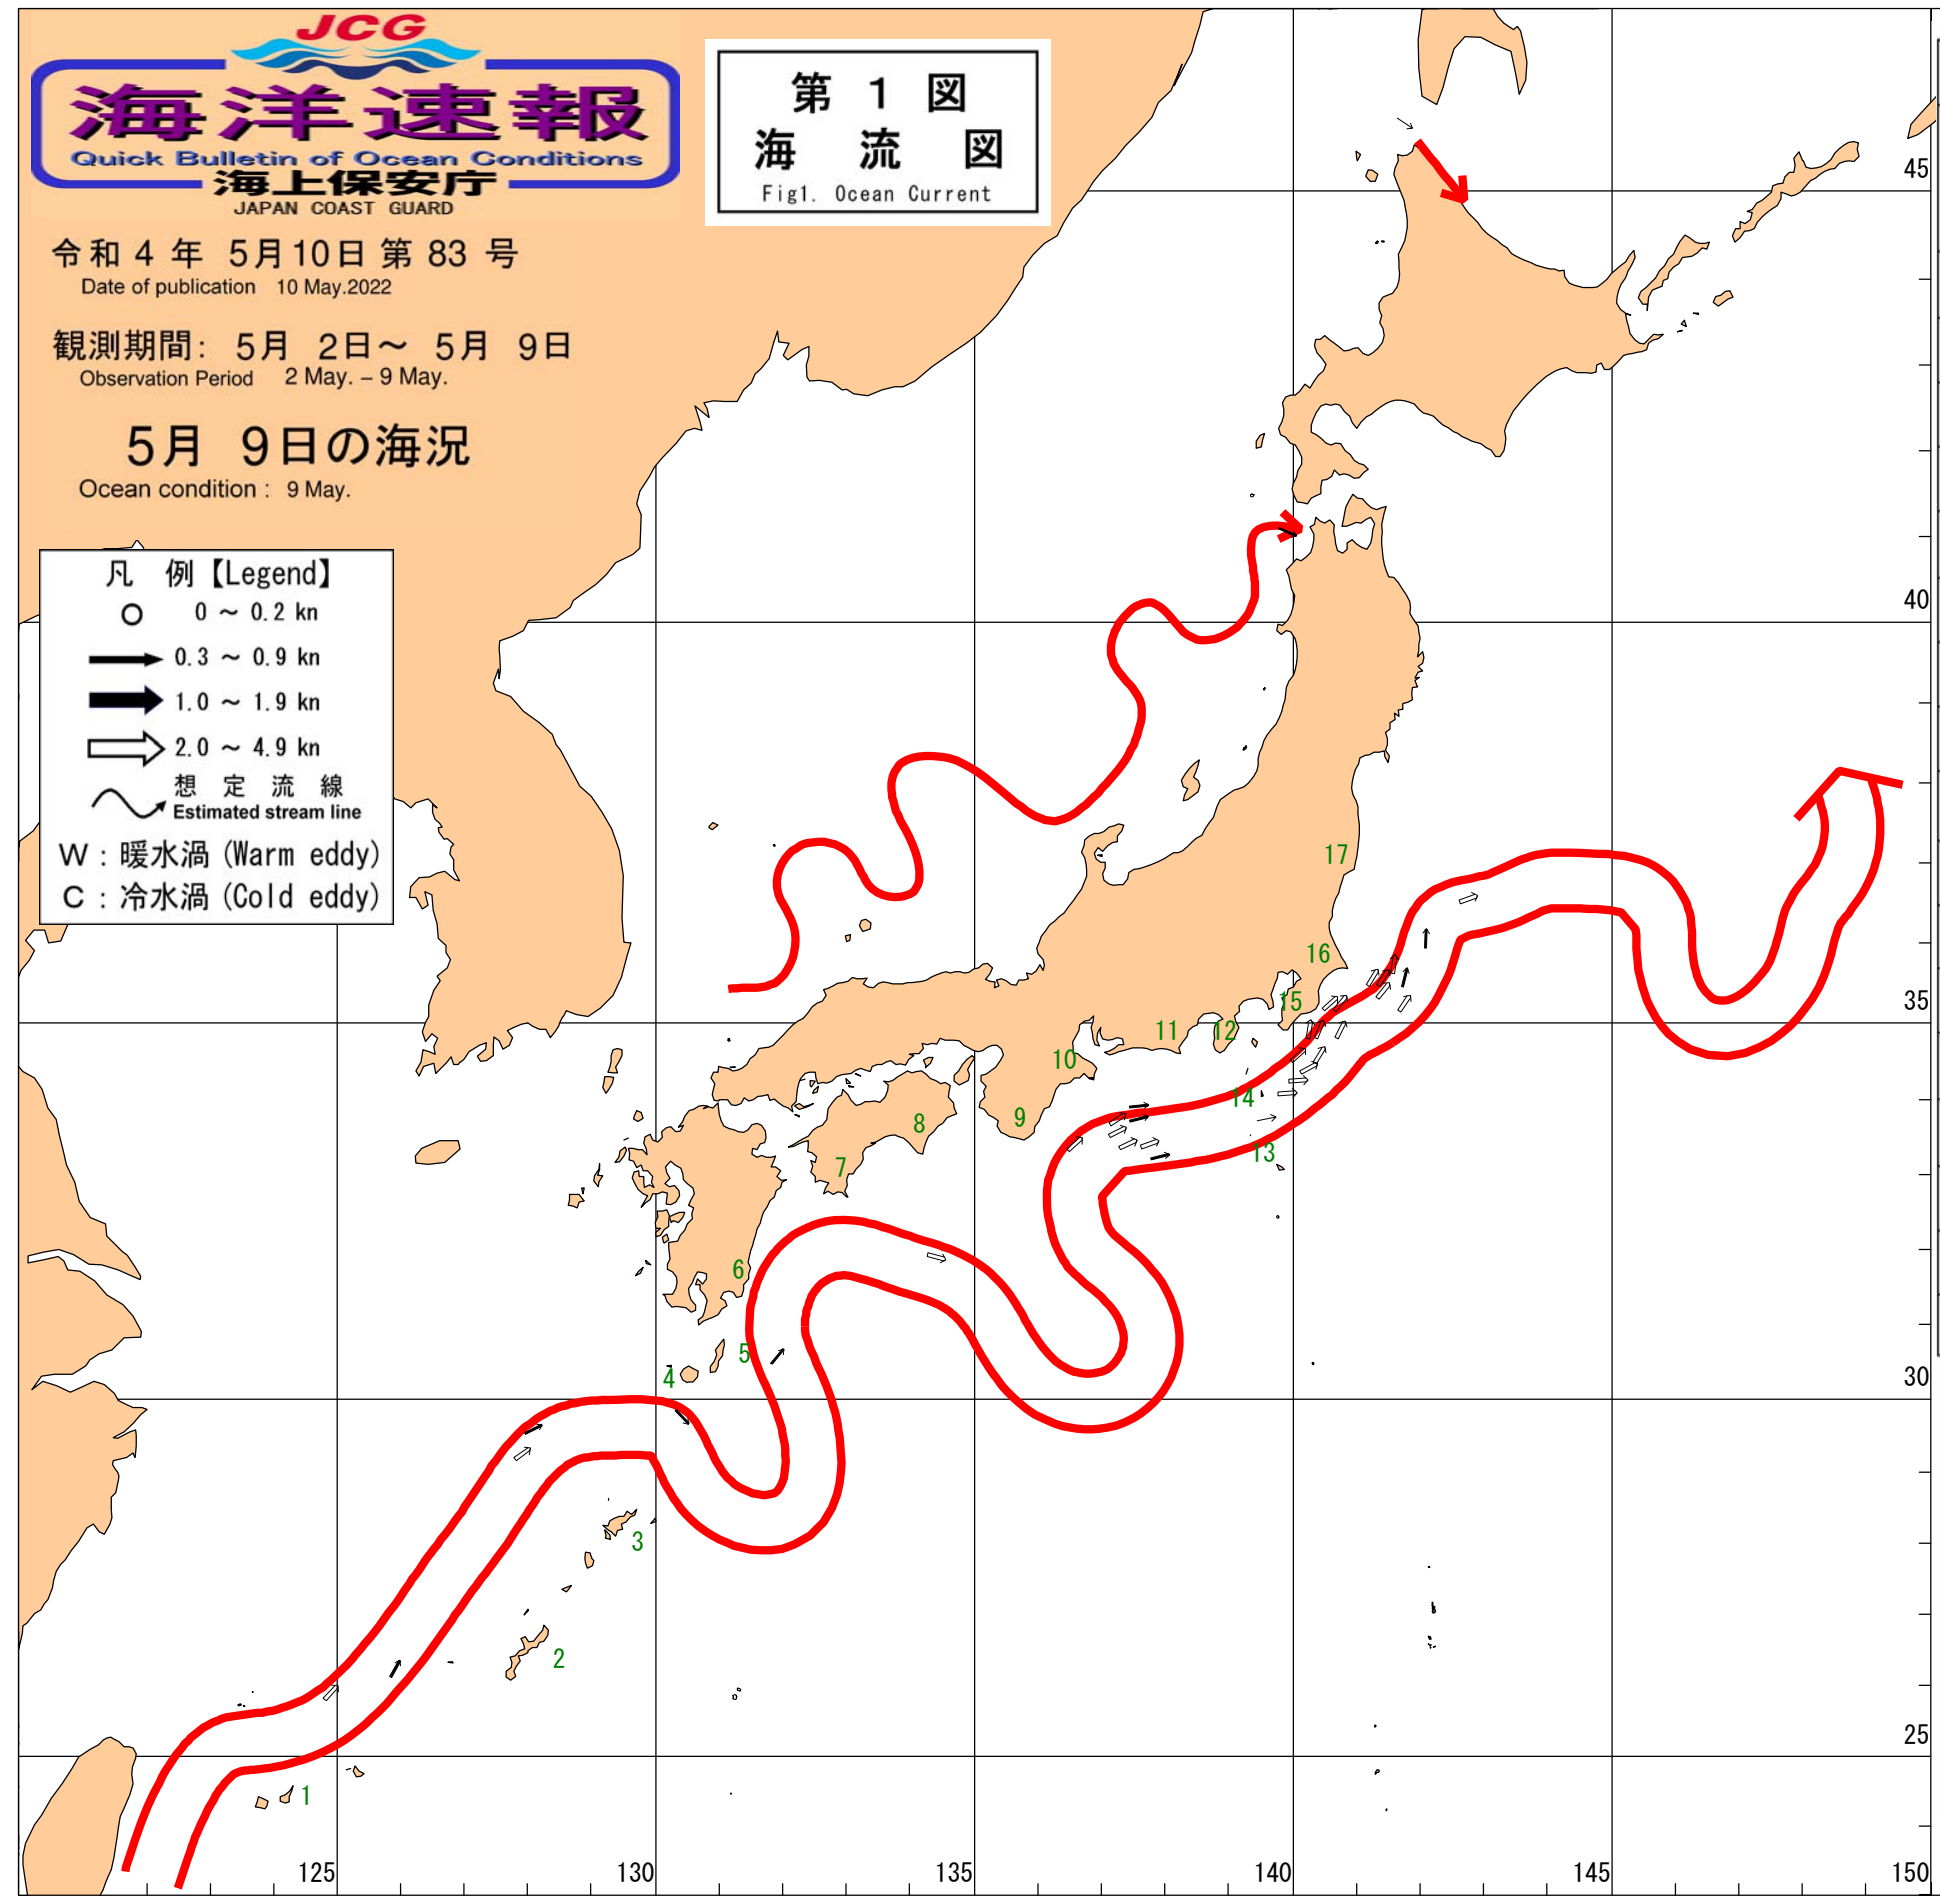 JCG
海洋速報
Quick Bulletin of Ocean Conditions
海上保安庁
JAPAN COAST GUARD
第 1 図
海 流 図
Fig1. Ocean Current
令和 4 年 5月10日 第 83 号
Date of publication 10 May.2022
観測期間: 5月 2日～ 5月 9日
Observation Period 2 May. – 9 May.
5月 9日の海況
Ocean condition : 9 May.
凡 例【Legend】
0 ～ 0.2 kn
0.3 ～ 0.9 kn
1.0 ～ 1.9 kn
2.0 ～ 4.9 kn
想 定 流 線
Estimated stream line
W : 暖水渦 (Warm eddy)
C : 冷水渦 (Cold eddy)
45
40
17
16
35
15
11
12
10
14
9
8
13
7
6
5
4
30
3
2
25
1
125
130
135
140
145
150